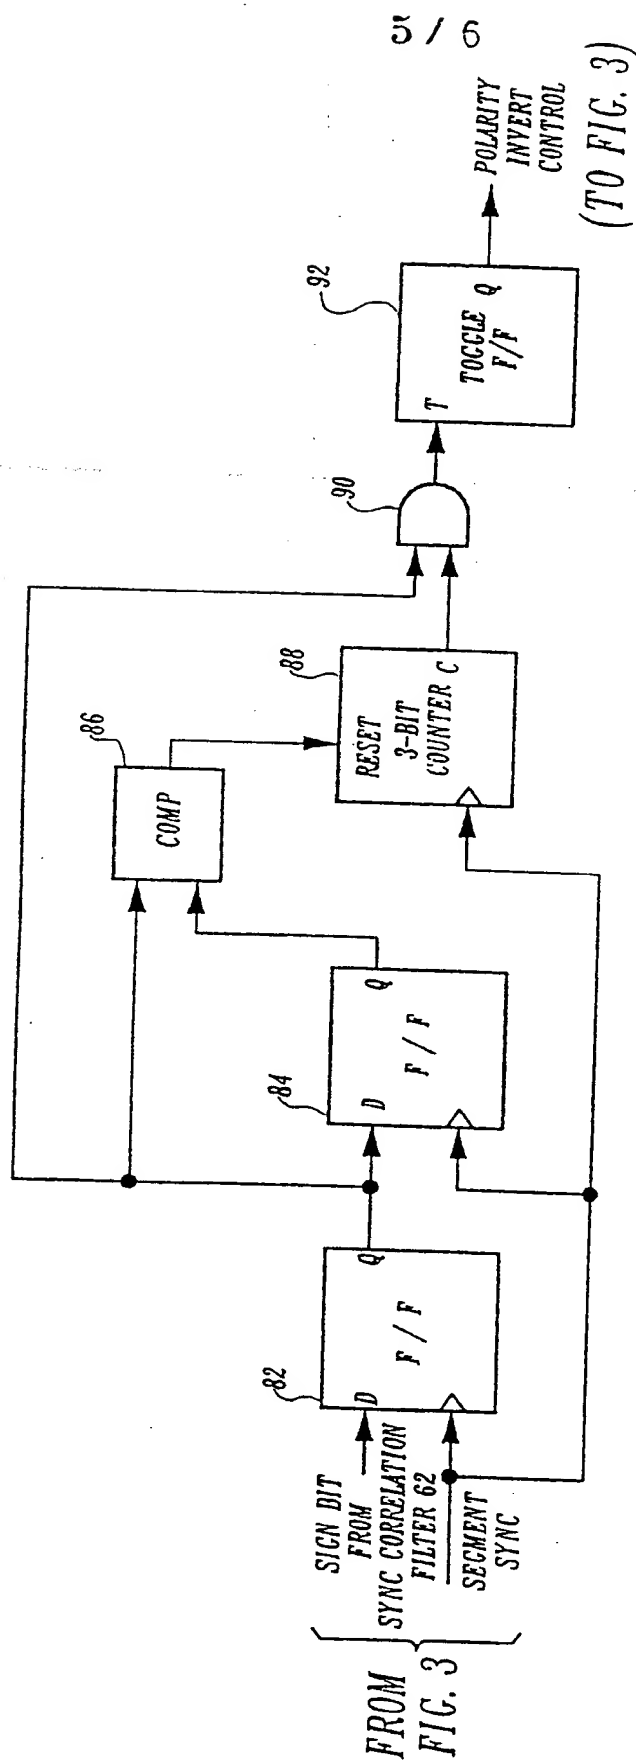 5 / 6
FROM
FIG. 3
SIGN BIT
FROM
SYNC CORRELATION
FILTER 62
SEGMENT
SYNC
82
D
Q
F / F
84
D
Q
F / F
86
COMP
88
RESET
3-BIT
COUNTER C
90
92
T
TOGGLE Q
F/F
POLARITY
INVERT
CONTROL
(TO FIG. 3)